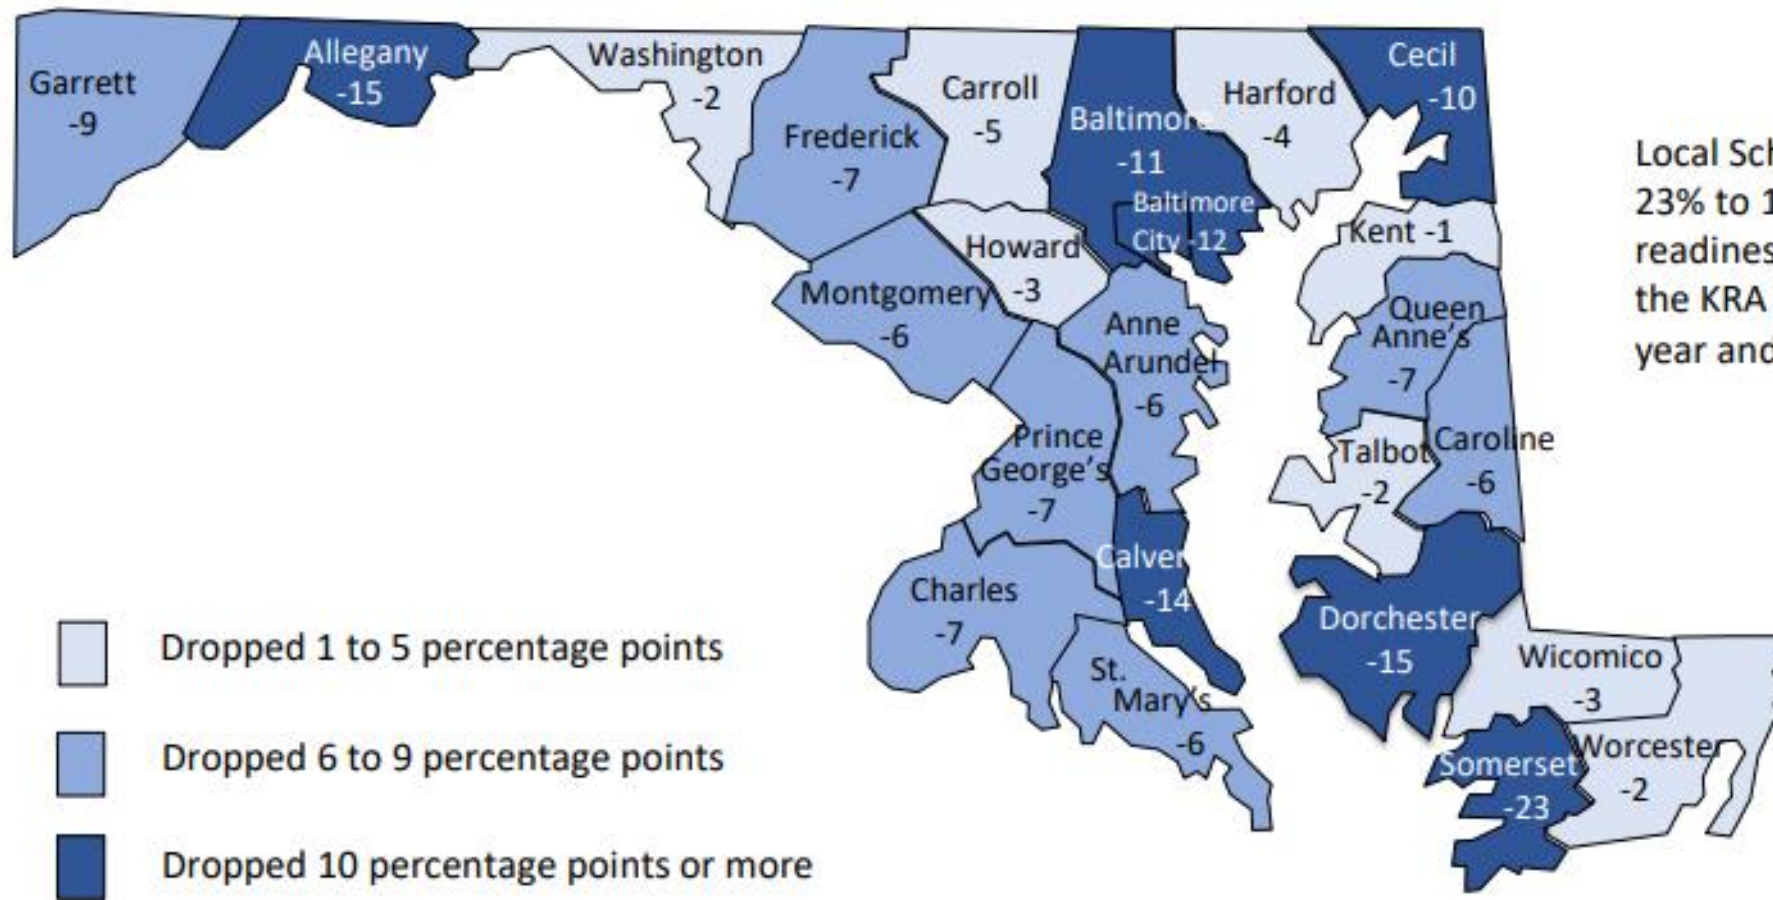 Garrett
-9
Allegany
-15
Washington
-2
Frederick
-7
Carroll
-5
Baltimore
-11
Baltimore
City -12
Harford
-4
Cecil
-10
Howard
-3
Montgomery
-6
Anne
Arundel
-6
Prince
George's
-7
Calver
-14
Charles
-7
St.
Mary's
-6
Kent -1
Queen
Anne's
-7
Talbot
-2
Caroline
-6
Dorchester
-15
Wicomico
-3
Somerset
-23
Worcester
-2
Local Sch
23% to 1
readines
the KRA
year and
Dropped 1 to 5 percentage points
Dropped 6 to 9 percentage points
Dropped 10 percentage points or more